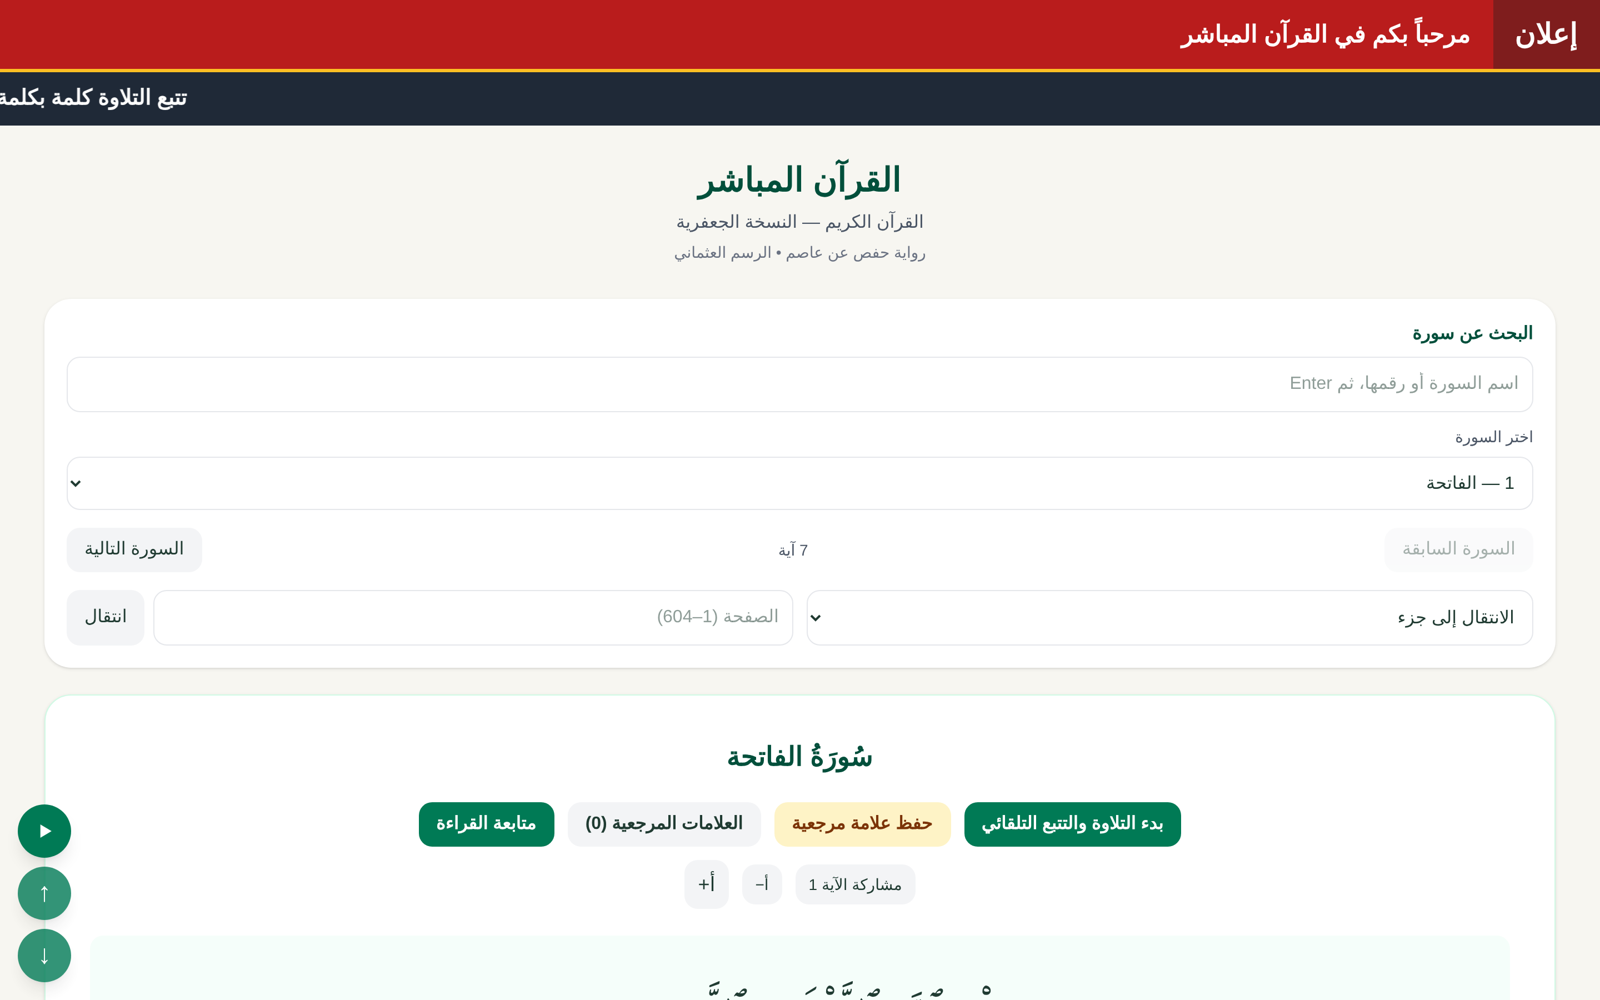 إعلان
مرحباً بكم في القرآن المباشر
تتبع التلاوة كلمة بكلمة
القرآن المباشر
القرآن الكريم — النسخة الجعفرية
رواية حفص عن عاصم • الرسم العثماني
البحث عن سورة
اسم السورة أو رقمها، ثم Enter
اختر السورة
1 — الفاتحة
السورة السابقة
7 آية
السورة التالية
الانتقال إلى جزء
الصفحة (1–604)
انتقال
سُورَةُ الفاتحة
بدء التلاوة والتتبع التلقائي
حفظ علامة مرجعية
العلامات المرجعية (0)
متابعة القراءة
مشاركة الآية 1
أ−
أ+